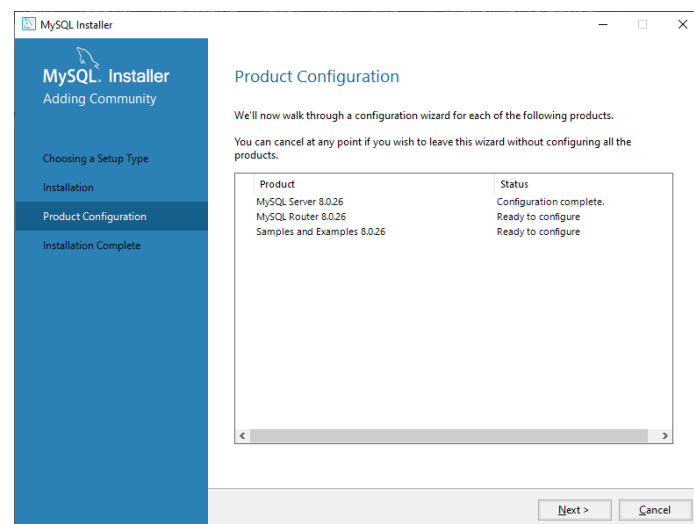 MySQL Installer
MySQL. Installer
Adding Community
Choosing a Setup Type
Installation
Product Configuration
Installation Complete
Product Configuration
We'll now walk through a configuration wizard for each of the following products.
You can cancel at any point if you wish to leave this wizard without configuring all the
products.
Product Status
MySQL Server 8.0.26 Configuration complete.
MySQL Router 8.0.26 Ready to configure
Samples and Examples 8.0.26 Ready to configure
Next > Cancel